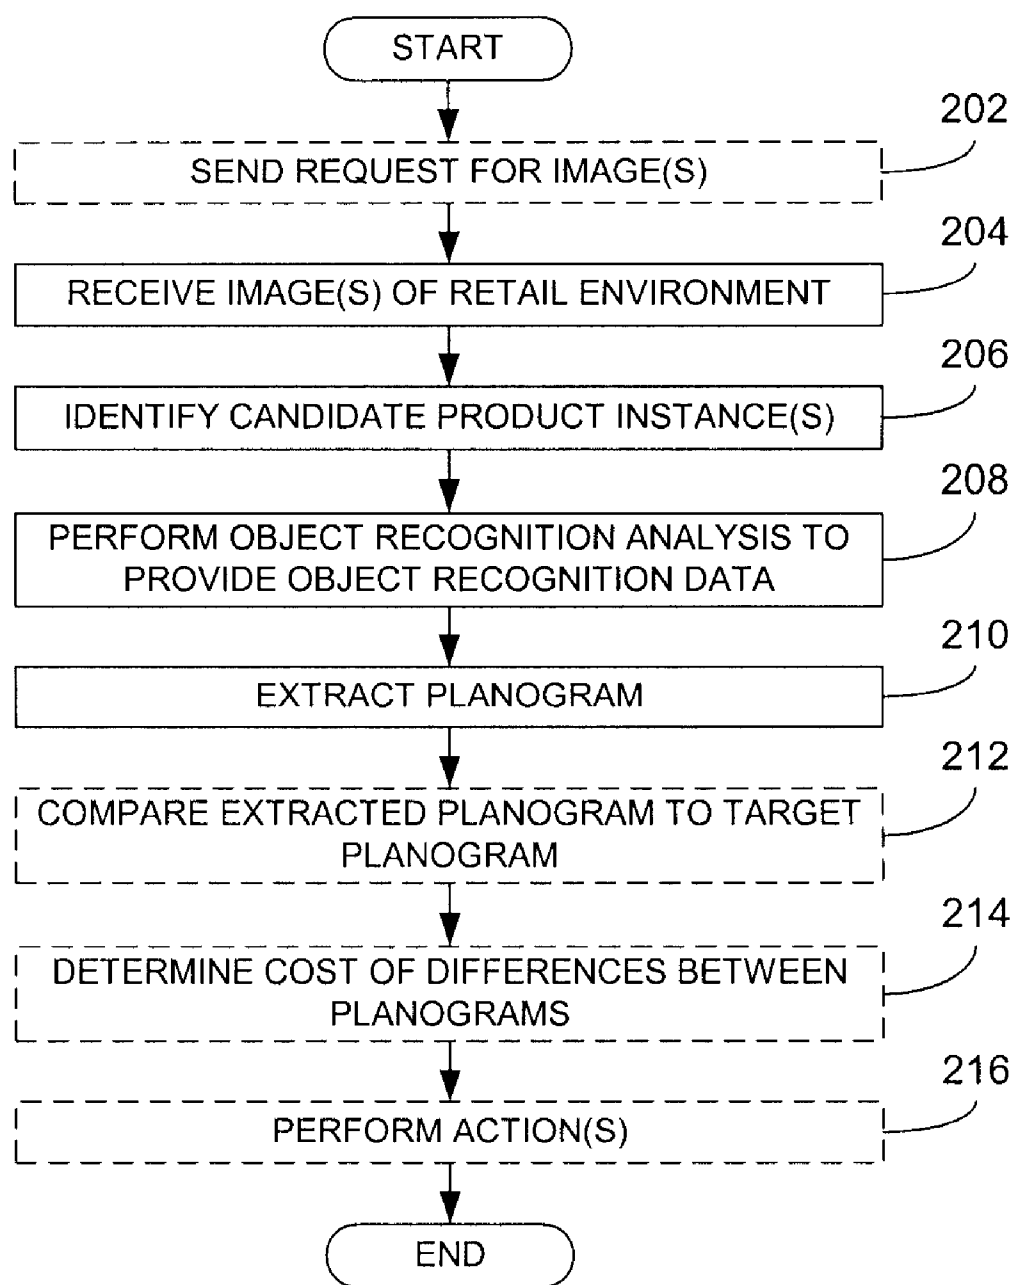 START
202
SEND REQUEST FOR IMAGE(S)
204
RECEIVE IMAGE(S) OF RETAIL ENVIRONMENT
206
IDENTIFY CANDIDATE PRODUCT INSTANCE(S)
208
PERFORM OBJECT RECOGNITION ANALYSIS TO
PROVIDE OBJECT RECOGNITION DATA
210
EXTRACT PLANOGRAM
212
COMPARE EXTRACTED PLANOGRAM TO TARGET
PLANOGRAM
214
DETERMINE COST OF DIFFERENCES BETWEEN
PLANOGRAMS
216
PERFORM ACTION(S)
END